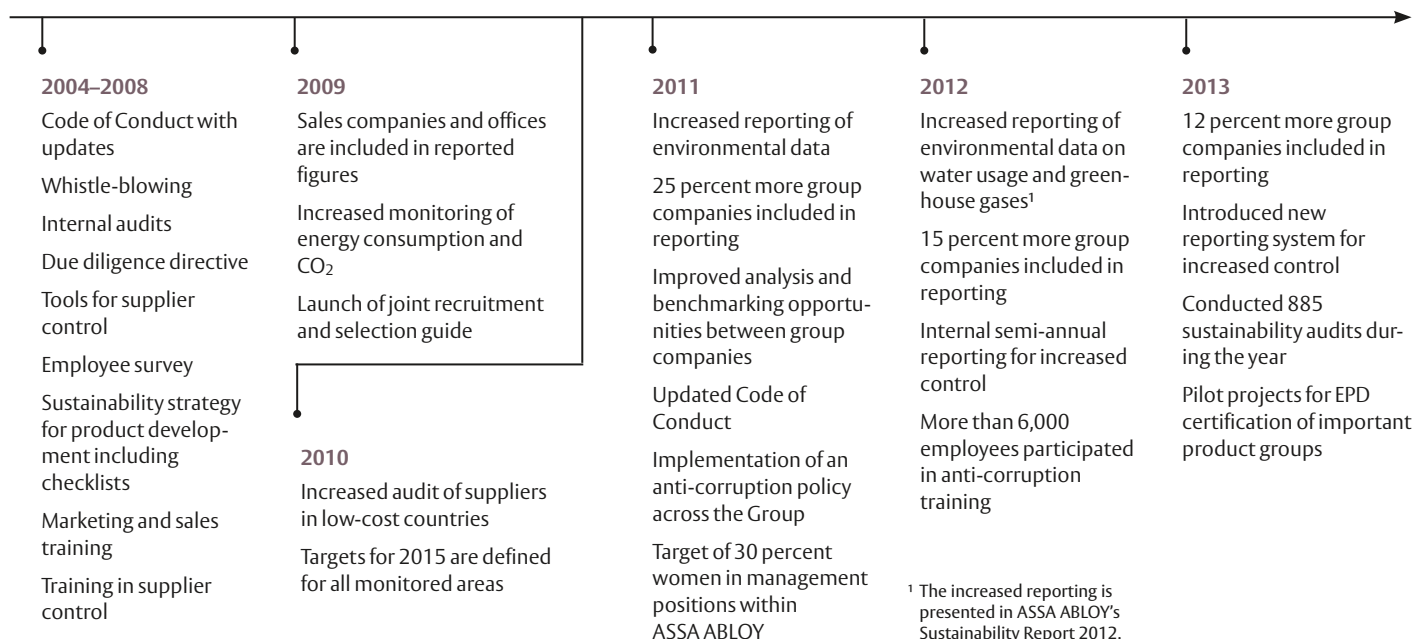 2004–2008
Code of Conduct with
updates
Whistle-blowing
Internal audits
Due diligence directive
Tools for supplier
control
Employee survey
Sustainability strategy
for product develop-
ment including
checklists
Marketing and sales
training
Training in supplier
control
2009
Sales companies and offices
are included in reported
figures
Increased monitoring of
energy consumption and
CO2
Launch of joint recruitment
and selection guide
2010
Increased audit of suppliers
in low-cost countries
Targets for 2015 are defined
for all monitored areas
2011
Increased reporting of
environmental data
25 percent more group
companies included in
reporting
Improved analysis and
benchmarking opportu-
nities between group
companies
Updated Code of
Conduct
Implementation of an
anti-corruption policy
across the Group
Target of 30 percent
women in management
positions within
ASSA ABLOY
2012
Increased reporting of
environmental data on
water usage and green-
house gases¹
15 percent more group
companies included in
reporting
Internal semi-annual
reporting for increased
control
More than 6,000
employees participated
in anti-corruption
training
¹ The increased reporting is
presented in ASSA ABLOY’s
Sustainability Report 2012.
2013
12 percent more group
companies included in
reporting
Introduced new
reporting system for
increased control
Conducted 885
sustainability audits dur-
ing the year
Pilot projects for EPD
certification of important
product groups